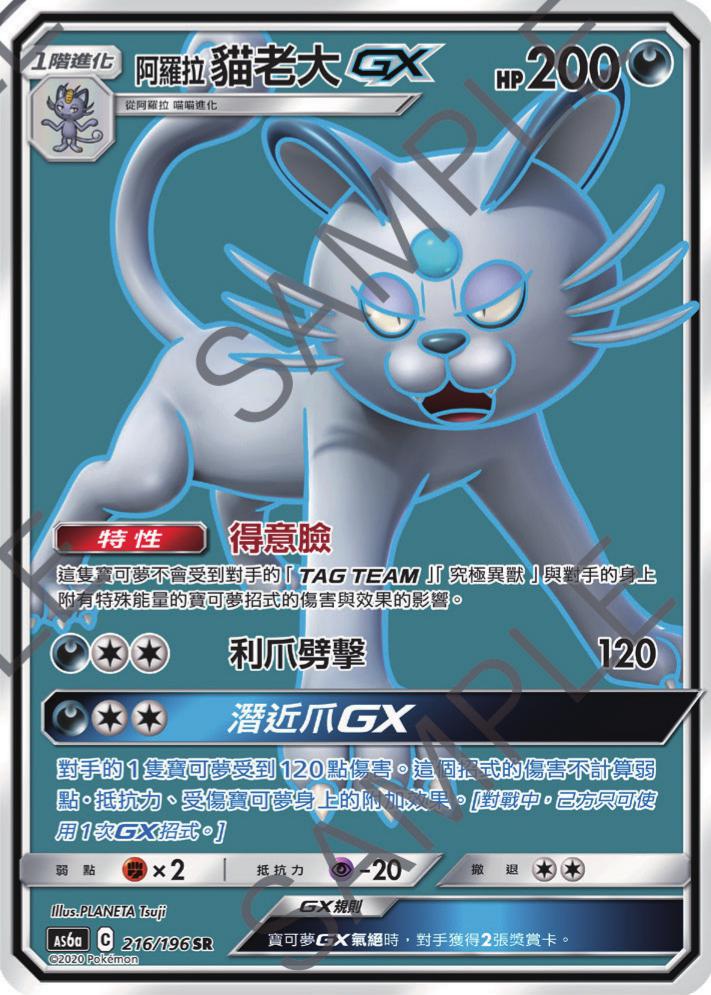 1階進化
阿羅拉 貓老大 GX
HP 200
從阿羅拉 喵喵進化
SAMPLE
特性 得意臉
這隻寶可夢不會受到對手的「TAG TEAM」「究極異獸」與對手的身上
附有特殊能量的寶可夢招式的傷害與效果的影響。
利爪劈擊 120
潛近爪GX
對手的1隻寶可夢受到120點傷害。這個招式的傷害不計算弱
點、抵抗力、受傷寶可夢身上的附加效果。[對戰中,己方只可使
用1次GX招式。]
弱點 ×2 抵抗力 -20 撤退
Illus.PLANETA Tsuji
GX規則
AS6a C 216/196 SR
寶可夢GX氣絕時,對手獲得2張獎賞卡。
©2020 Pokémon
SAMPLE